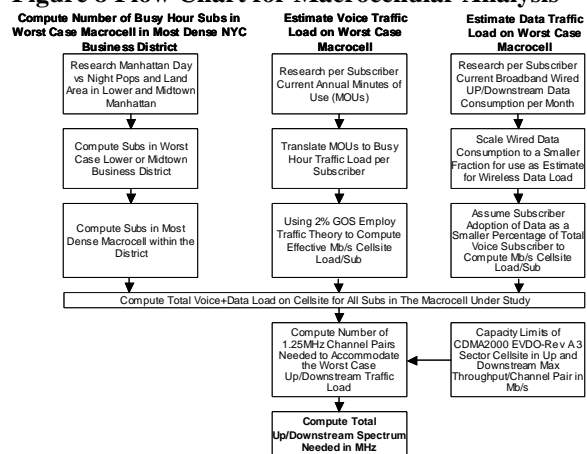 Figure 8 Flow Chart for Macrocellular Analysis
Compute Number of Busy Hour Subs in
Worst Case Macrocell in Most Dense NYC
Business District
Research Manhattan Day
vs Night Pops and Land
Area in Lower and Midtown
Manhattan
Compute Subs in Worst
Case Lower or Midtown
Business District
Compute Subs in Most
Dense Macrocell within the
District
Estimate Voice Traffic
Load on Worst Case
Macrocell
Research per Subscriber
Current Annual Minutes of
Use (MOUs)
Translate MOUs to Busy
Hour Traffic Load per
Subscriber
Using 2% GOS Employ
Traffic Theory to Compute
Effective Mb/s Cellsite
Load/Sub
Estimate Data Traffic
Load on Worst Case
Macrocell
Research per Subscriber
Current Broadband Wired
UP/Downstream Data
Consumption per Month
Scale Wired Data
Consumption to a Smaller
Fraction for use as Estimate
for Wireless Data Load
Assume Subscriber
Adoption of Data as a
Smaller Percentage of Total
Voice Subscriber to
Compute Mb/s Cellsite
Load/Sub
Compute Total Voice+Data Load on Cellsite for All Subs in The Macrocell Under Study
Compute Number of
1.25MHz Channel Pairs
Needed to Accommodate
the Worst Case
Up/Downstream Traffic
Load
Capacity Limits of
CDMA2000 EVDO-Rev A 3
Sector Cellsite in Up and
Downstream Max
Throughput/Channel Pair in
Mb/s
Compute Total
Up/Downstream Spectrum
Needed in MHz